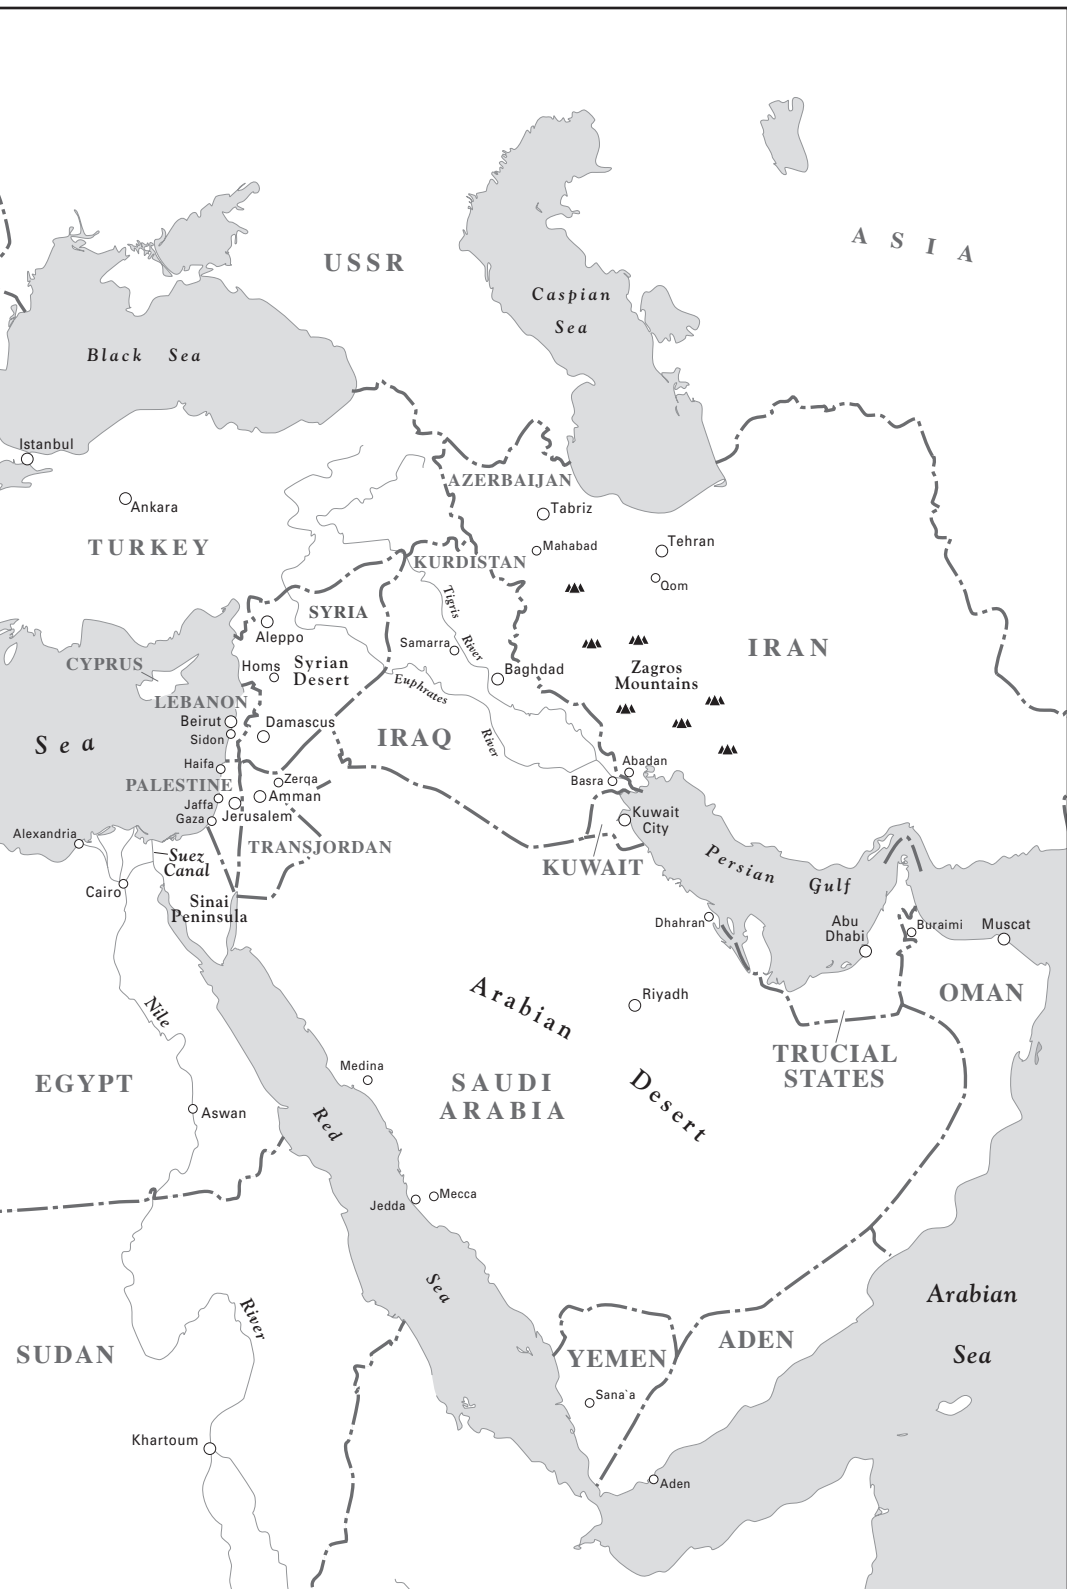 ASIA
USSR
Caspian
Sea
Black Sea
Istanbul
AZERBAIJAN
Ankara
Tabriz
TURKEY
Mahabad
Tehran
KURDISTAN
Qom
Tigris
River
SYRIA
Aleppo
Samarra
IRAN
CYPRUS
Homs
Syrian
Desert
Baghdad
Zagros
Mountains
Euphrates
River
LEBANON
Beirut
Damascus
Sidon
Sea
IRAQ
Haifa
Abadan
PALESTINE
Zerqa
Basra
Amman
Jaffa
Gaza
Jerusalem
Kuwait
City
Alexandria
TRANSJORDAN
Suez
Canal
KUWAIT
Persian Gulf
Cairo
Sinai
Peninsula
Dhahran
Abu
Dhabi
Buraimi
Muscat
Arabian
Desert
Riyadh
OMAN
Nile
River
TRUCIAL
STATES
Medina
EGYPT
SAUDI
ARABIA
Aswan
Red
Sea
Mecca
Jedda
Arabian
Sea
SUDAN
YEMEN
ADEN
Sana`a
Khartoum
Aden